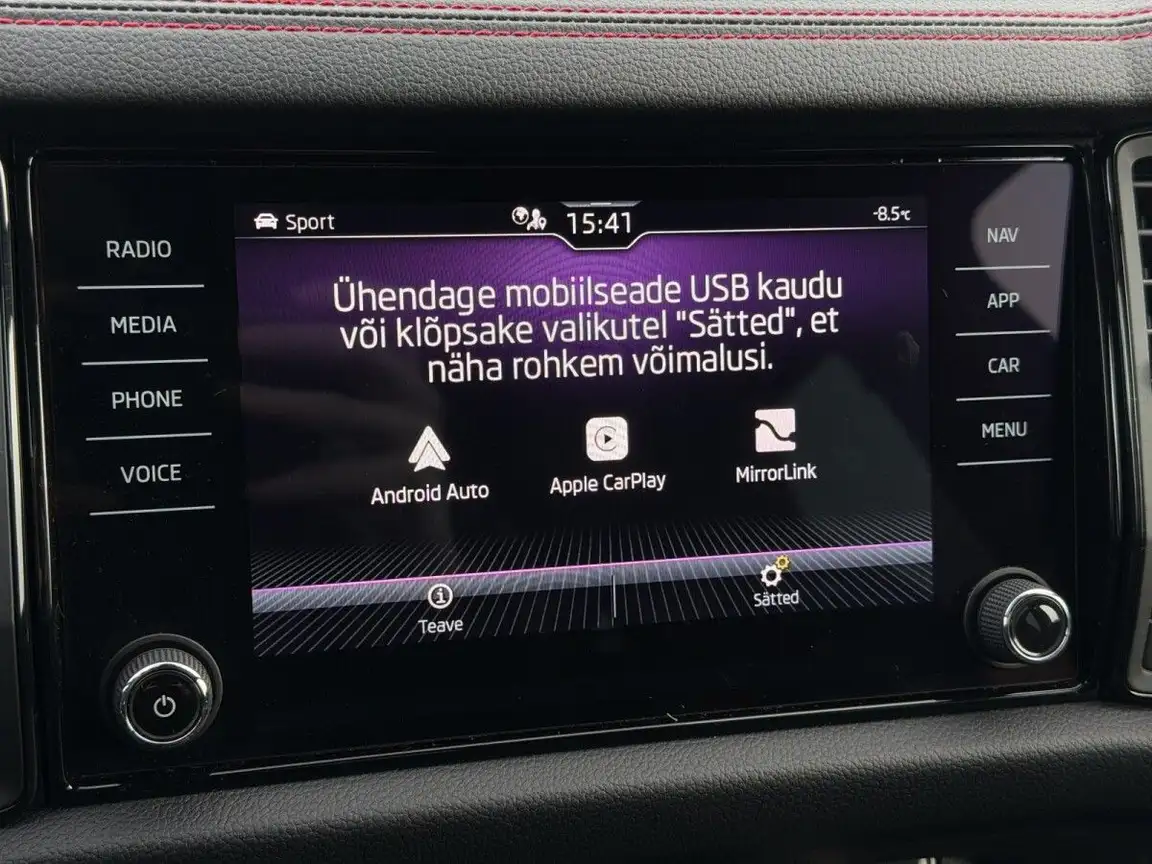 Sport
15:41
-8.5°C
RADIO
MEDIA
PHONE
VOICE
Ühendage mobiilseade USB kaudu
või klõpsake valikutel "Sätted", et
näha rohkem võimalusi.
Android Auto
Apple CarPlay
MirrorLink
Teave
Sätted
NAV
APP
CAR
MENU